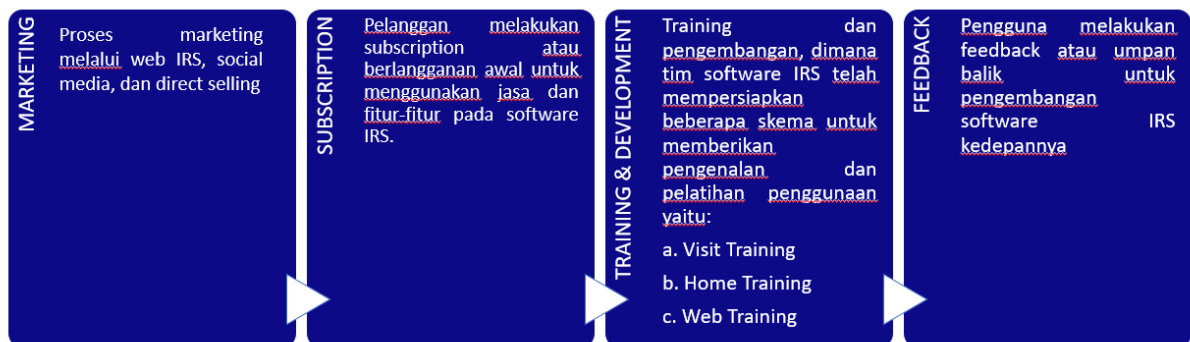 MARKETING
Proses marketing
melalui web IRS, social
media, dan direct selling
SUBSCRIPTION
Pelanggan melakukan
subscription atau
berlangganan awal untuk
menggunakan jasa dan
fitur-fitur pada software
IRS.
TRAINING & DEVELOPMENT
Training dan
pengembangan, dimana
tim software IRS telah
mempersiapkan
beberapa skema untuk
memberikan
pengenalan dan
pelatihan penggunaan
yaitu:
a. Visit Training
b. Home Training
c. Web Training
FEEDBACK
Pengguna melakukan
feedback atau umpan
balik untuk
pengembangan
software IRS
kedepannya